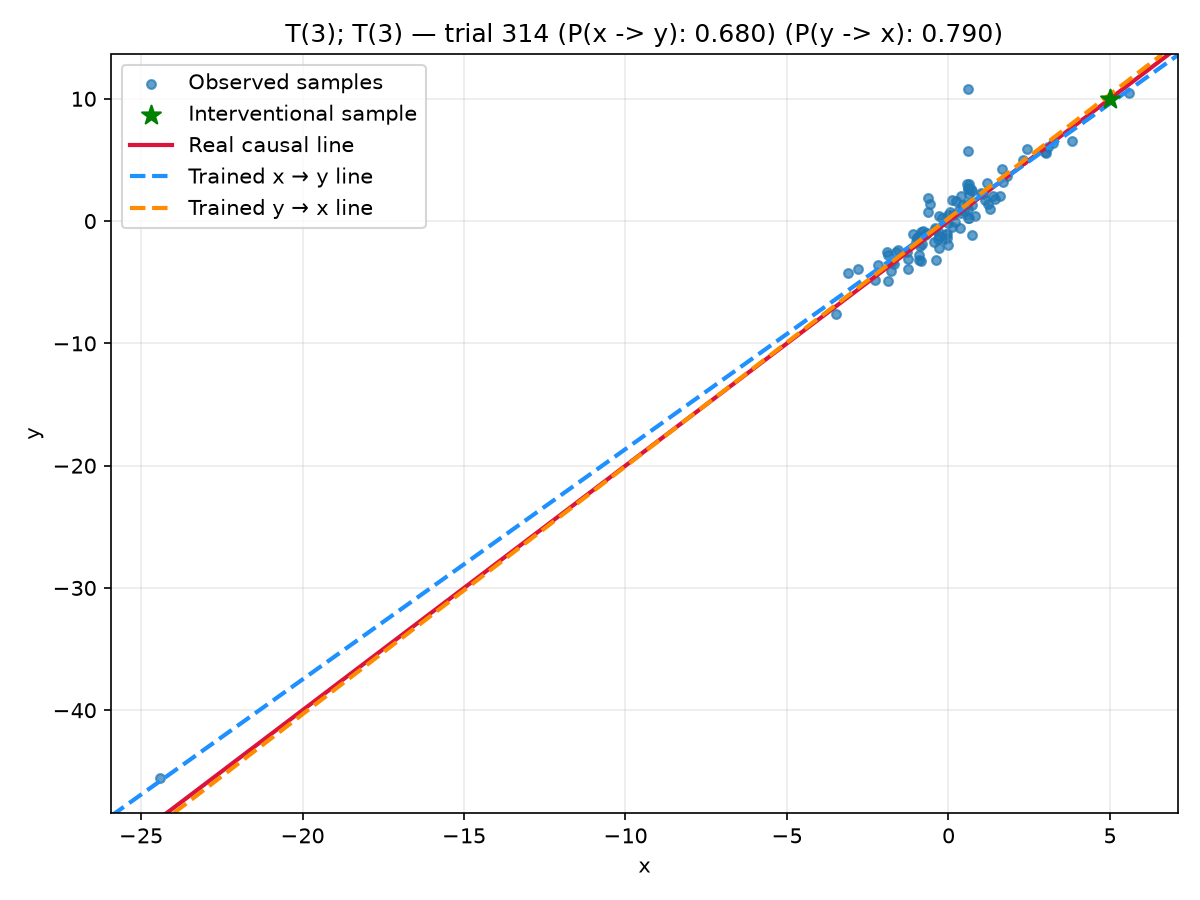 T(3); T(3) — trial 314 (P(x -> y): 0.680) (P(y -> x): 0.790)
Observed samples
Interventional sample
Real causal line
Trained x → y line
Trained y → x line
10
0
−10
−20
−30
−40
y
−25
−20
−15
−10
−5
0
5
x